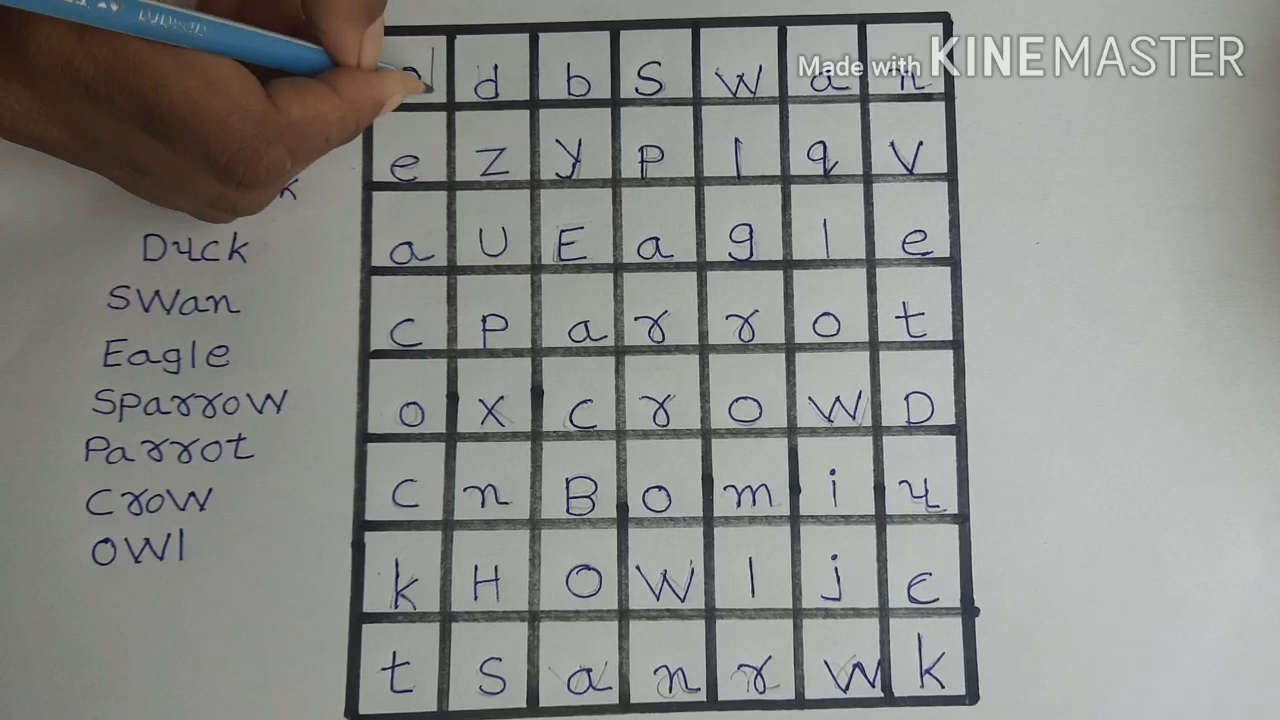 Made with KINEMASTER
d b S W a n
e z y p l q v
a U E a g l e
c P a r r o t
o x c r o w D
c n B o m i u
k H O W l j c
t S a n r w k
k
Duck
Swan
Eagle
Sparrow
Parrot
Crow
Owl